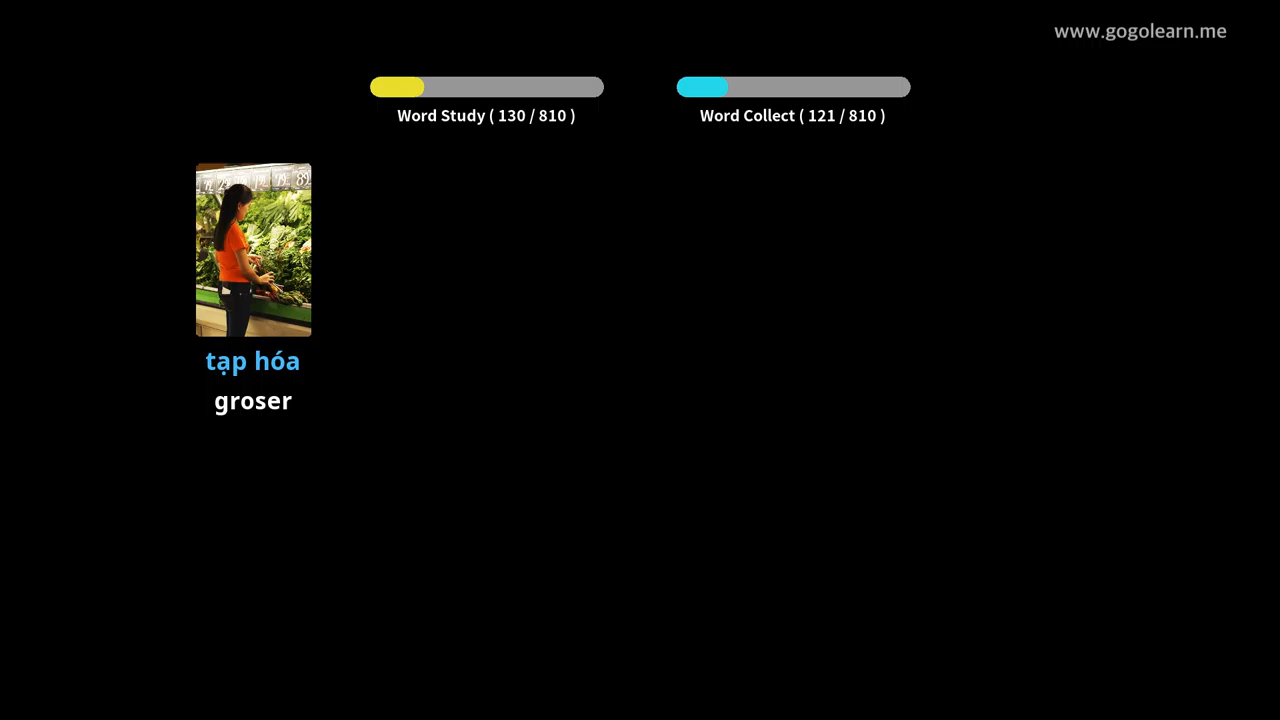 www.gogolearn.me
Word Study ( 130 / 810 )
Word Collect ( 121 / 810 )
tạp hóa
groser